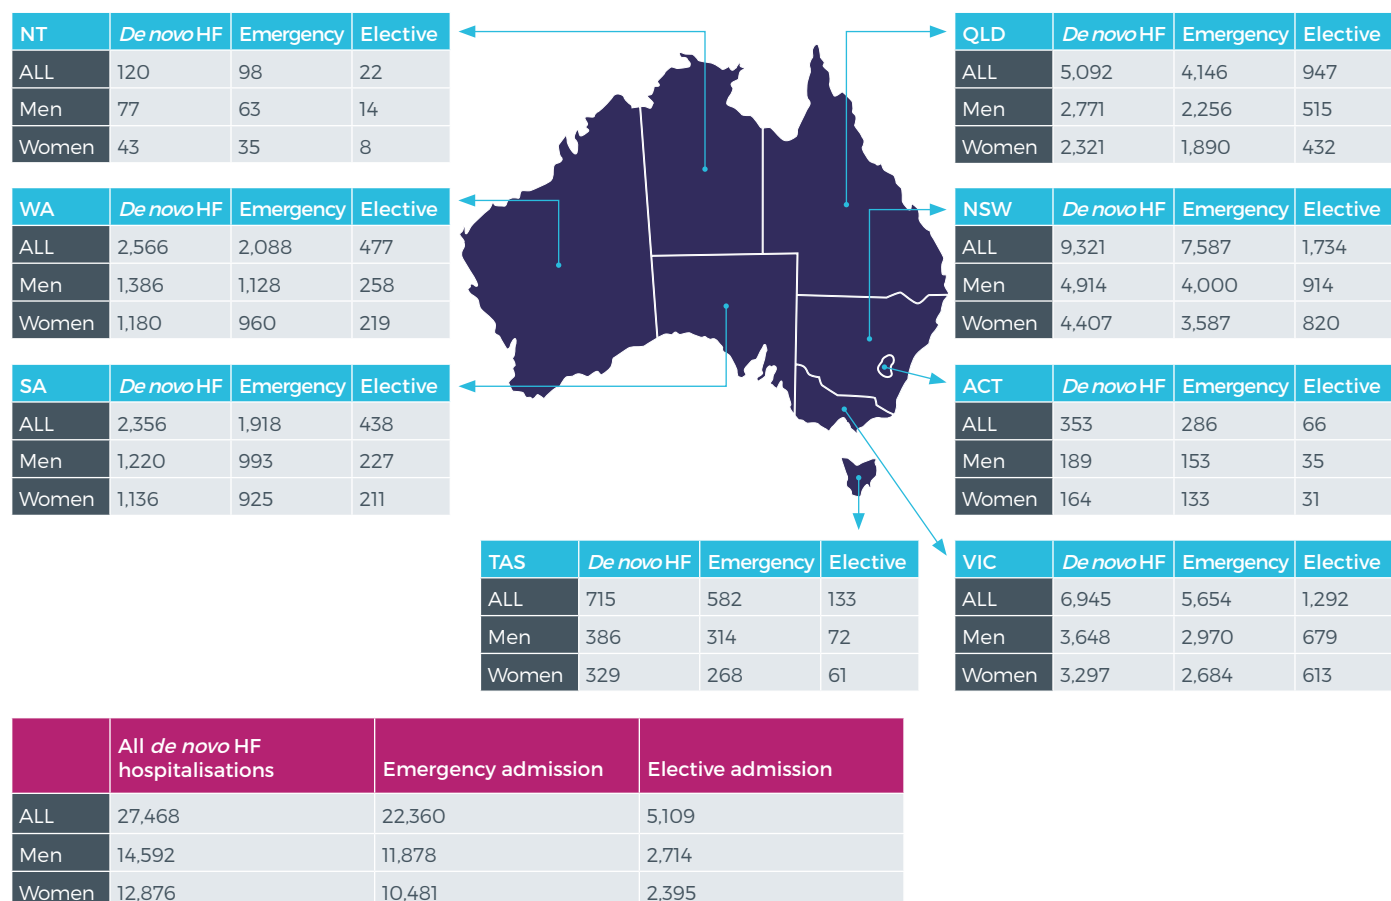 NT De novo HF Emergency Elective
ALL 120 98 22
Men 77 63 14
Women 43 35 8
WA De novo HF Emergency Elective
ALL 2,566 2,088 477
Men 1,386 1,128 258
Women 1,180 960 219
SA De novo HF Emergency Elective
ALL 2,356 1,918 438
Men 1,220 993 227
Women 1,136 925 211
QLD De novo HF Emergency Elective
ALL 5,092 4,146 947
Men 2,771 2,256 515
Women 2,321 1,890 432
NSW De novo HF Emergency Elective
ALL 9,321 7,587 1,734
Men 4,914 4,000 914
Women 4,407 3,587 820
ACT De novo HF Emergency Elective
ALL 353 286 66
Men 189 153 35
Women 164 133 31
TAS De novo HF Emergency Elective
ALL 715 582 133
Men 386 314 72
Women 329 268 61
VIC De novo HF Emergency Elective
ALL 6,945 5,654 1,292
Men 3,648 2,970 679
Women 3,297 2,684 613
All de novo HF
hospitalisations Emergency admission Elective admission
ALL 27,468 22,360 5,109
Men 14,592 11,878 2,714
Women 12,876 10,481 2,395